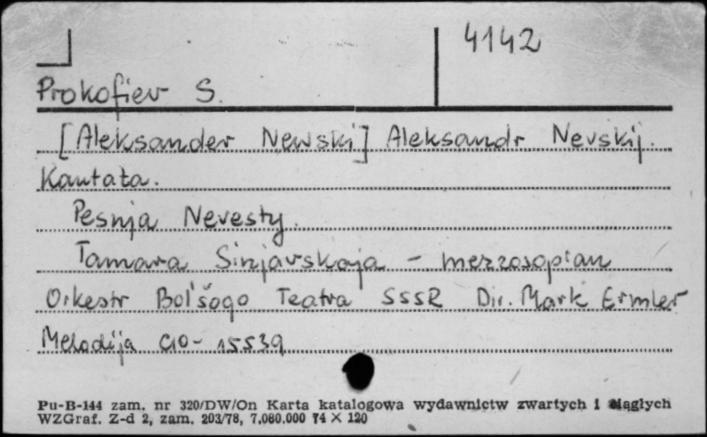 4142
Prokofiev S.
[Aleksander Newski] Aleksandr Nevskij.
Kantata.
Pesnja Nevesty.
Tamara Sinjavskaja - mezzosopran
Orkestr Bol'šogo Teatra SSSR Dir. Mark Ermler
Melodija C10-15539
Pu-B-144 zam. nr 320/DW/On Karta katalogowa wydawnictw zwartych i ciągłych
WZGraf. Z-d 2, zam. 203/78, 7.080.000 74 X 120